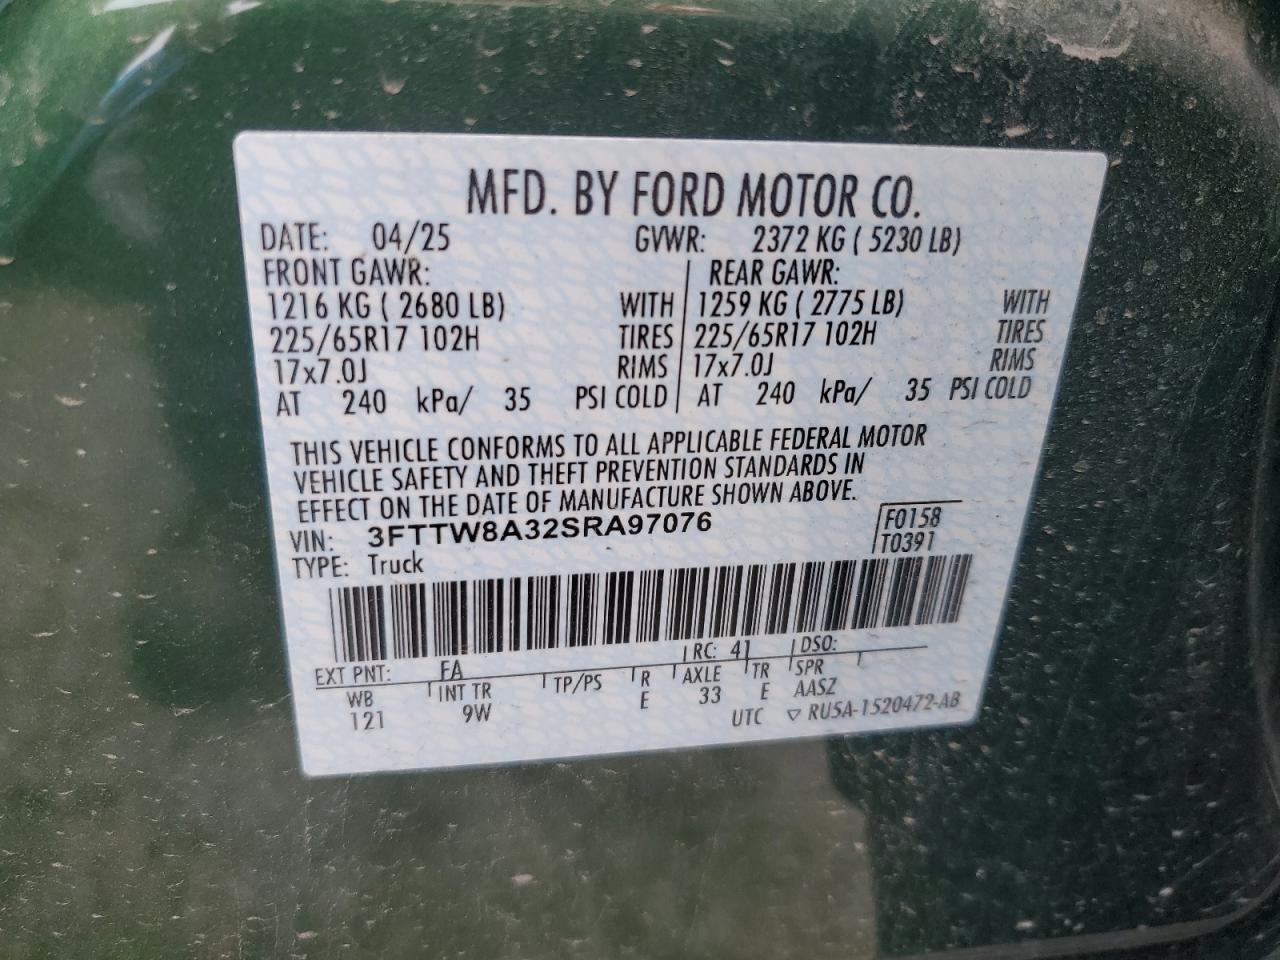 MFD. BY FORD MOTOR CO.
DATE: 04/25 GVWR: 2372 KG ( 5230 LB)
FRONT GAWR: REAR GAWR:
1216 KG ( 2680 LB) WITH 1259 KG ( 2775 LB) WITH
225/65R17 102H TIRES 225/65R17 102H TIRES
17x7.0J RIMS 17x7.0J RIMS
AT 240 kPa/ 35 PSI COLD AT 240 kPa/ 35 PSI COLD
THIS VEHICLE CONFORMS TO ALL APPLICABLE FEDERAL MOTOR
VEHICLE SAFETY AND THEFT PREVENTION STANDARDS IN
EFFECT ON THE DATE OF MANUFACTURE SHOWN ABOVE.
VIN: 3FTTW8A32SRA97076 F0158
TYPE: Truck T0391
EXT PNT: FA RC: 41 DSO:
WB INT TR TP/PS R AXLE TR SPR
121 9W E 33 E AASZ
UTC ▽ RU5A-1520472-AB